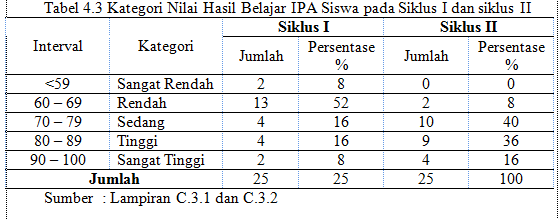 Tabel 4.3 Kategori Nilai Hasil Belajar IPA Siswa pada Siklus I dan siklus II
Interval Kategori Siklus I Siklus II
Jumlah Persentase % Jumlah Persentase %
<59 Sangat Rendah 2 8 0 0
60 – 69 Rendah 13 52 2 8
70 – 79 Sedang 4 16 10 40
80 – 89 Tinggi 4 16 9 36
90 – 100 Sangat Tinggi 2 8 4 16
Jumlah 25 25 25 100
Sumber : Lampiran C.3.1 dan C.3.2